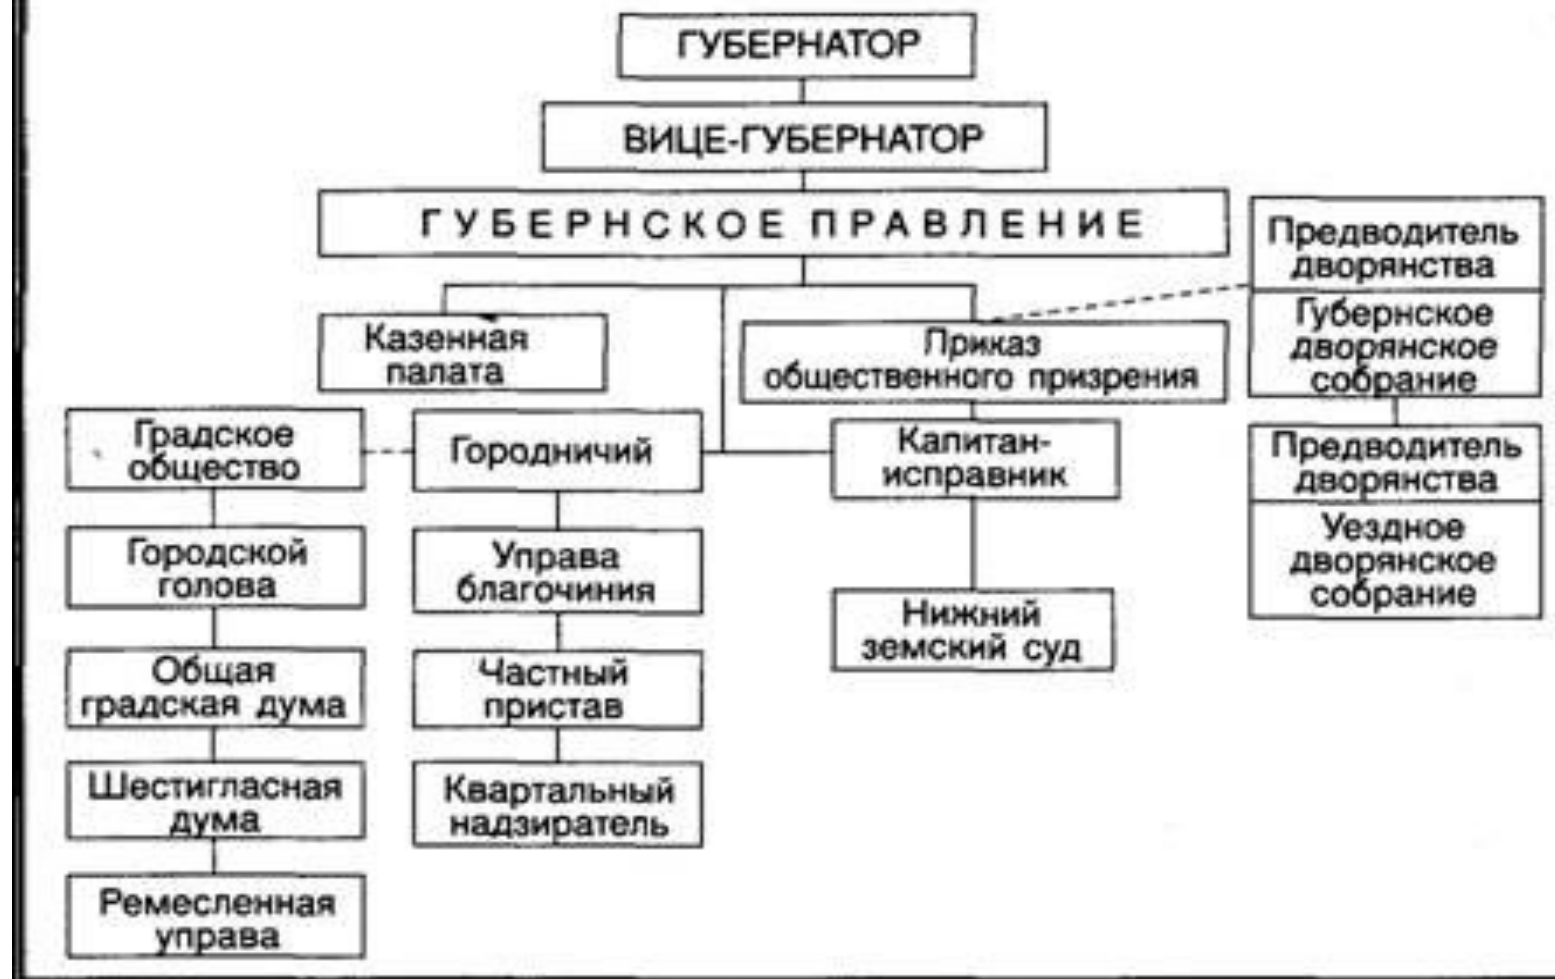 ГУБЕРНАТОР
ВИЦЕ-ГУБЕРНАТОР
ГУБЕРНСКОЕ ПРАВЛЕНИЕ
Предводитель
дворянства
Губернское
дворянское
собрание
Казенная
палата
Приказ
общественного призрения
Градское
общество
Городничий
Капитан-
исправник
Предводитель
дворянства
Уездное
дворянское
собрание
Городской
голова
Управа
благочиния
Нижний
земский суд
Общая
градская дума
Частный
пристав
Шестигласная
дума
Квартальный
надзиратель
Ремесленная
управа